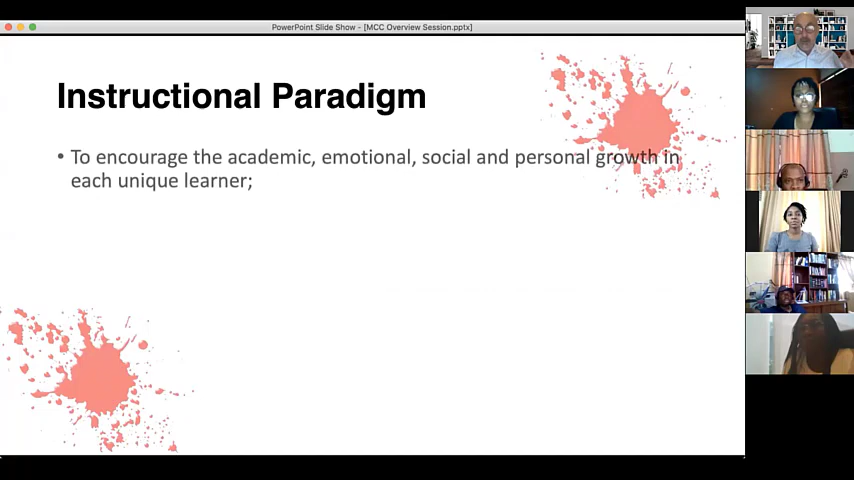 PowerPoint Slide Show - [MCC Overview Session.pptx]
Instructional Paradigm
• To encourage the academic, emotional, social and personal growth in
each unique learner;